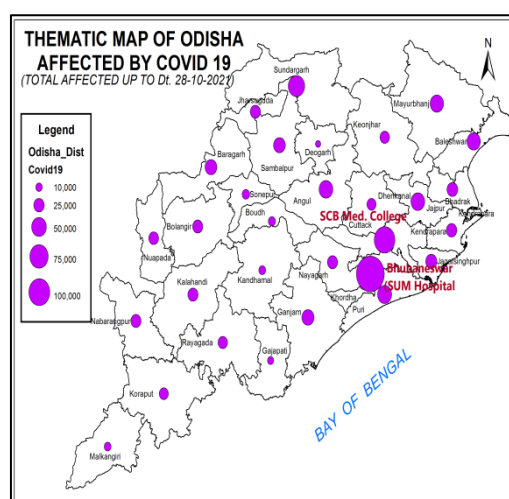 THEMATIC MAP OF ODISHA
AFFECTED BY COVID 19
(TOTAL AFFECTED UP TO Dt. 28-10-2021)
N
Legend
Odisha_Dist
Covid19
10,000
25,000
50,000
75,000
100,000
Sundargarh
Jharsuguda
Mayurbhanj
Keonjhar
Baleshwar
Baragarh
Sambalpur
Deogarh
Sonepur
Angul
Dhenkanal
Bhadrak
Jajpur
Kendrapara
SCB Med. College
Boudh
Bolangir
Cuttack
Kendrapara
Nuapada
Jagatsinghpur
Bhubaneswar
(SUM Hospital
Nayagarh
Kandhamal
Kalahandi
Khordha
Puri
Nabarangpur
Ganjam
Rayagada
Gajapati
BAY OF BENGAL
Koraput
Malkangiri